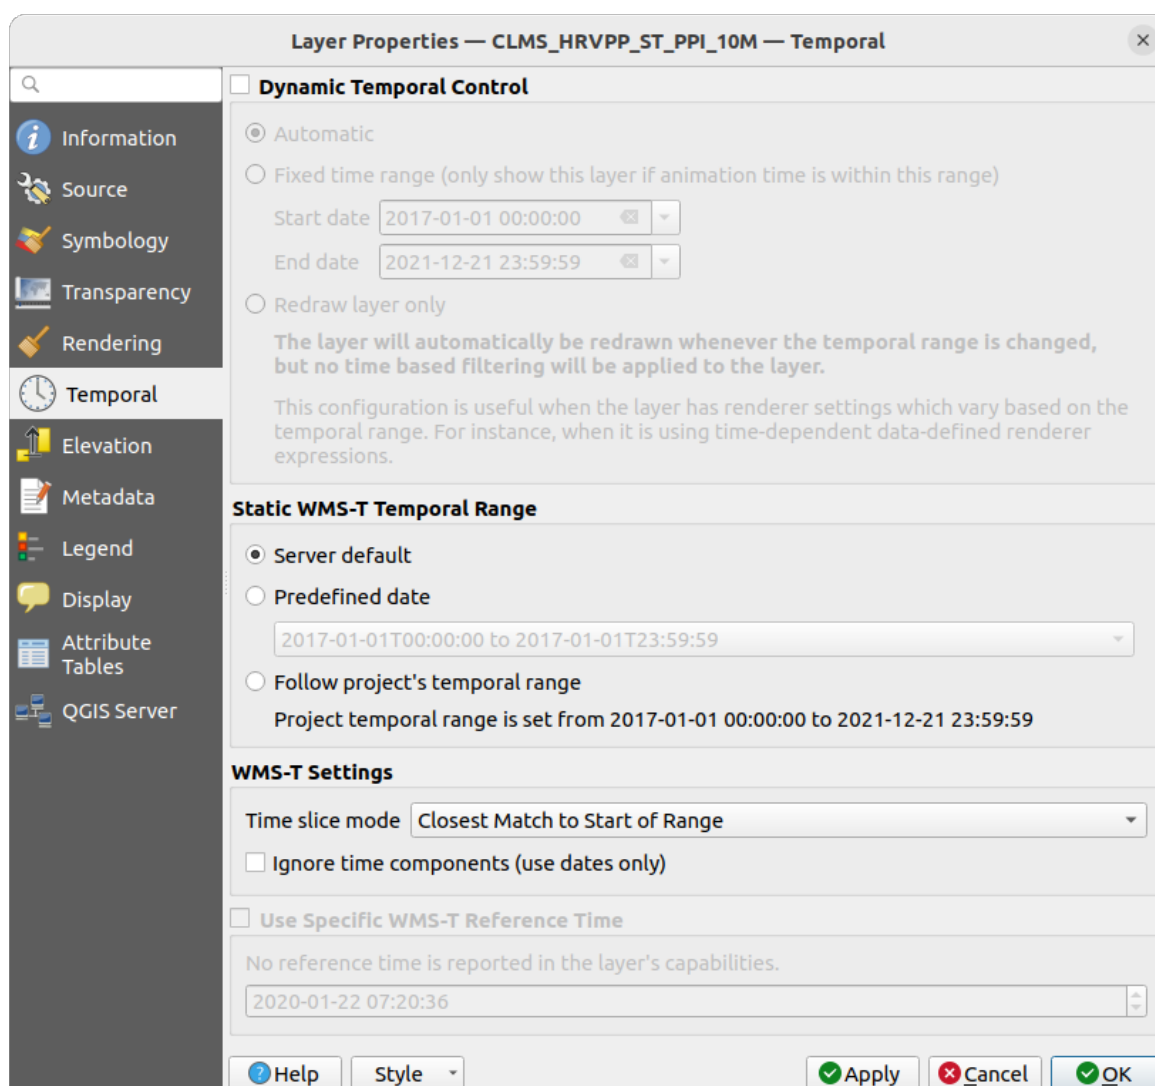 Layer Properties — CLMS_HRVPP_ST_PPI_10M — Temporal
Information
Source
Symbology
Transparency
Rendering
Temporal
Elevation
Metadata
Legend
Display
Attribute
Tables
QGIS Server
Dynamic Temporal Control
Automatic
Fixed time range (only show this layer if animation time is within this range)
Start date 2017-01-01 00:00:00
End date 2021-12-21 23:59:59
Redraw layer only
The layer will automatically be redrawn whenever the temporal range is changed,
but no time based filtering will be applied to the layer.
This configuration is useful when the layer has renderer settings which vary based on the
temporal range. For instance, when it is using time-dependent data-defined renderer
expressions.
Static WMS-T Temporal Range
Server default
Predefined date
2017-01-01T00:00:00 to 2017-01-01T23:59:59
Follow project's temporal range
Project temporal range is set from 2017-01-01 00:00:00 to 2021-12-21 23:59:59
WMS-T Settings
Time slice mode Closest Match to Start of Range
Ignore time components (use dates only)
Use Specific WMS-T Reference Time
No reference time is reported in the layer's capabilities.
2020-01-22 07:20:36
Help Style Apply Cancel OK